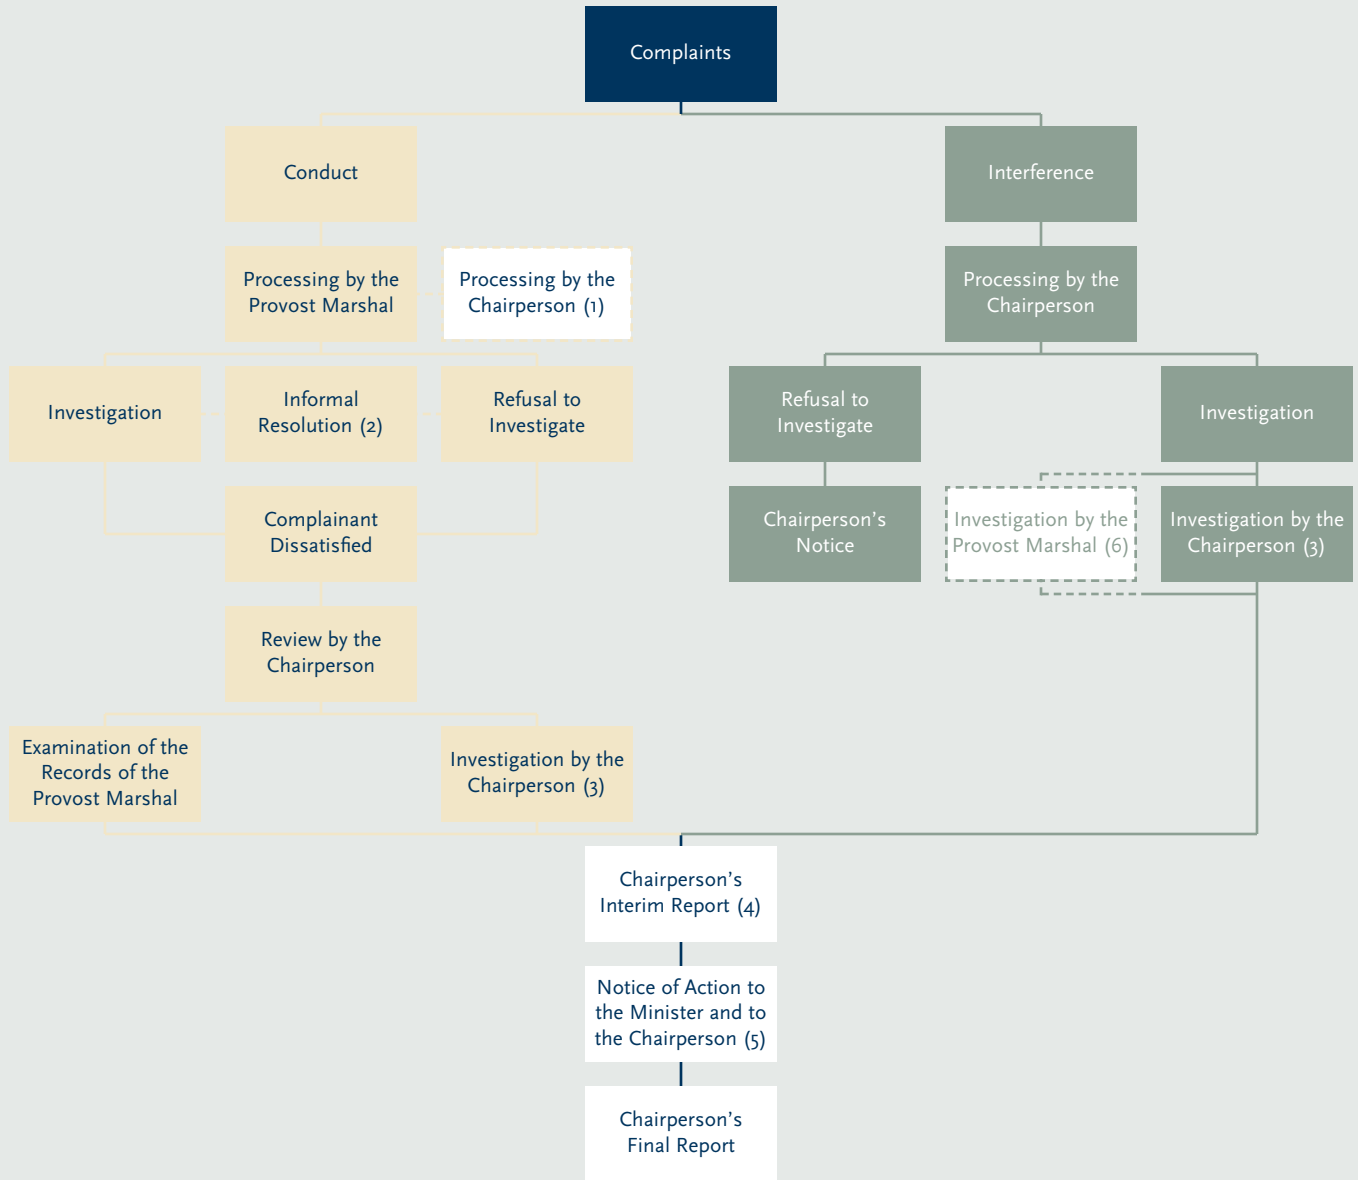 Complaints
Conduct
Interference
Processing by the
Provost Marshal
Processing by the
Chairperson (1)
Processing by the
Chairperson
Investigation
Informal
Resolution (2)
Refusal to
Investigate
Refusal to
Investigate
Investigation
Complainant
Dissatisfied
Chairperson’s
Notice
Investigation by the
Provost Marshal (6)
Investigation by the
Chairperson (3)
Review by the
Chairperson
Examination of the
Records of the
Provost Marshal
Investigation by the
Chairperson (3)
Chairperson’s
Interim Report (4)
Notice of Action to
the Minister and to
the Chairperson (5)
Chairperson’s
Final Report